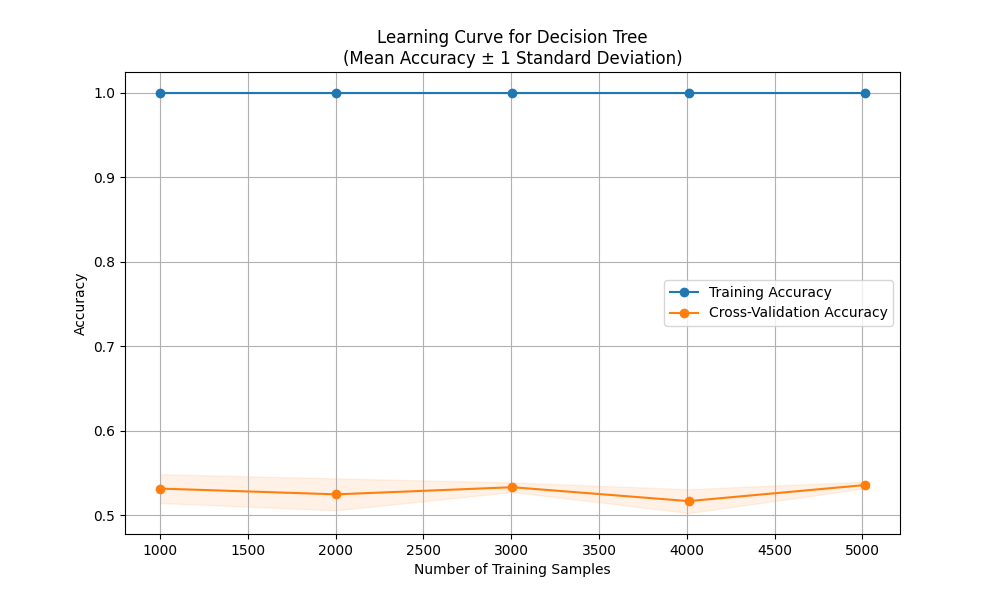 Learning Curve for Decision Tree
(Mean Accuracy ± 1 Standard Deviation)
1.0
0.9
0.8
0.7
0.6
0.5
Accuracy
Training Accuracy
Cross-Validation Accuracy
1000 1500 2000 2500 3000 3500 4000 4500 5000
Number of Training Samples